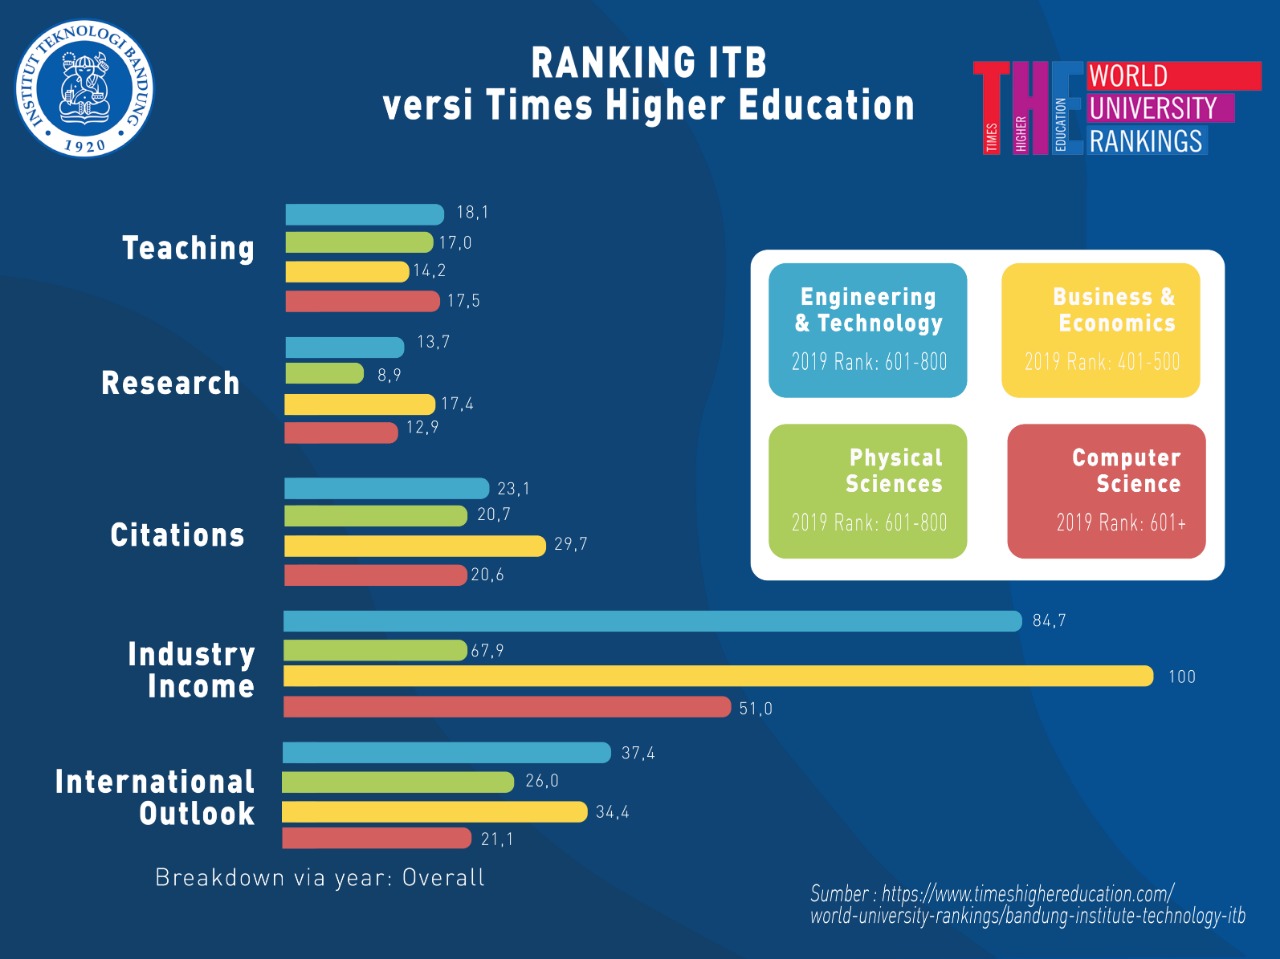 INSTITUT TEKNOLOGI BANDUNG
1920
RANKING ITB
versi Times Higher Education
TIMES
HIGHER
EDUCATION
THE
WORLD
UNIVERSITY
RANKINGS
Teaching
18,1
17,0
14,2
17,5
Research
13,7
8,9
17,4
12,9
Citations
23,1
20,7
29,7
20,6
Industry
Income
84,7
67,9
100
51,0
International
Outlook
37,4
26,0
34,4
21,1
Breakdown via year: Overall
Engineering
& Technology
2019 Rank: 601-800
Business &
Economics
2019 Rank: 401-500
Physical
Sciences
2019 Rank: 601-800
Computer
Science
2019 Rank: 601+
Sumber : https://www.timeshighereducation.com/
world-university-rankings/bandung-institute-technology-itb